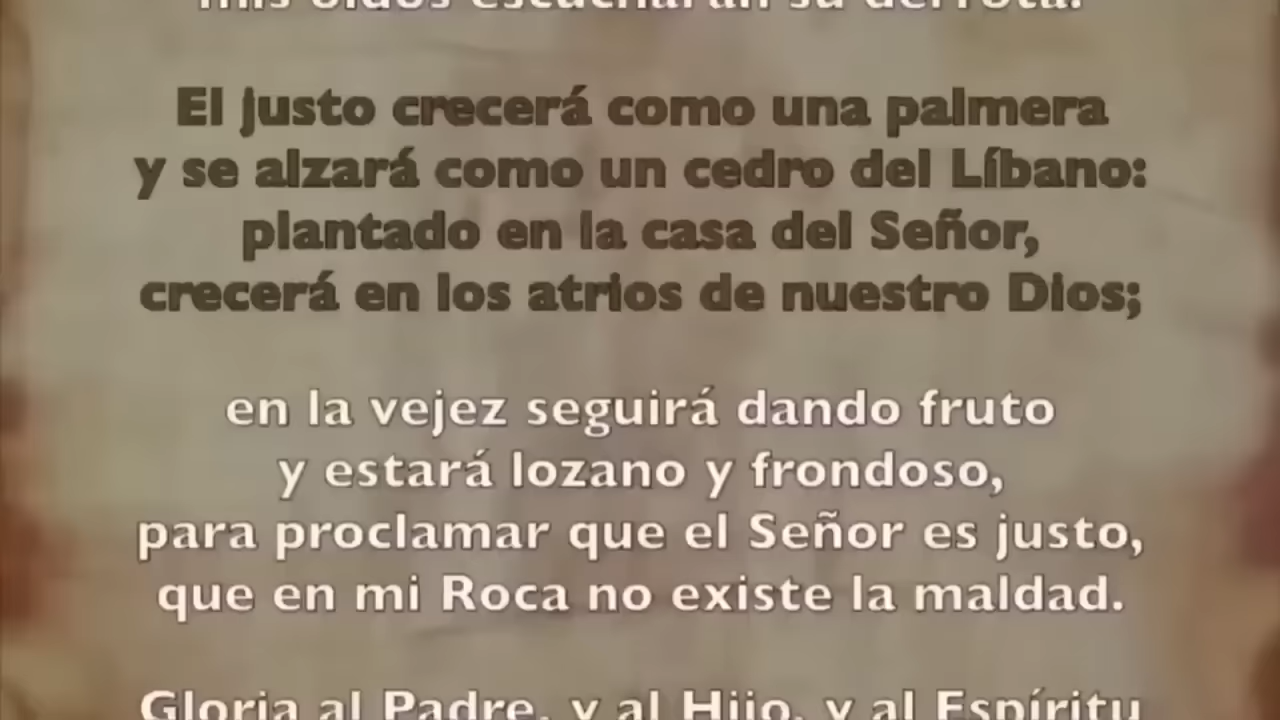 mis oídos escucharán su derrota.
El justo crecerá como una palmera
y se alzará como un cedro del Líbano:
plantado en la casa del Señor,
crecerá en los atrios de nuestro Dios;
en la vejez seguirá dando fruto
y estará lozano y frondoso,
para proclamar que el Señor es justo,
que en mi Roca no existe la maldad.
Gloria al Padre, y al Hijo, y al Espíritu